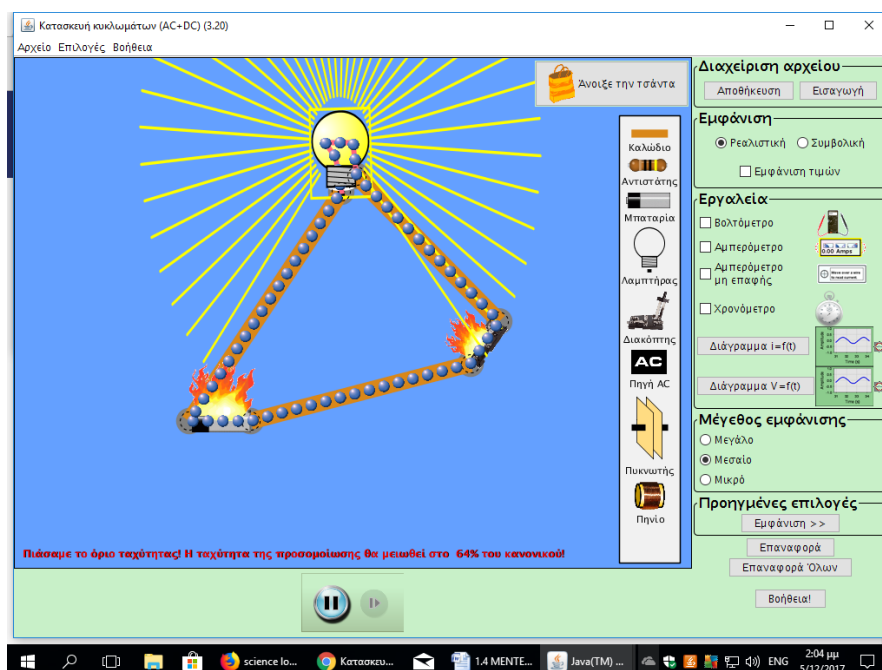 Κατασκευή κυκλωμάτων (AC+DC) (3.20)
Αρχείο Επιλογές Βοήθεια
Άνοιξε την τσάντα
Καλώδιο
Αντιστάτης
Μπαταρία
Λαμπτήρας
Διακόπτης
AC
Πηγή AC
Πυκνωτής
Πηνίο
Διαχείριση αρχείου
Αποθήκευση Εισαγωγή
Εμφάνιση
Ρεαλιστική Συμβολική
Εμφάνιση τιμών
Εργαλεία
Βολτόμετρο
Αμπερόμετρο
0.00 Amps
Αμπερόμετρο
μη επαφής
Χρονόμετρο
Διάγραμμα i=f(t)
Διάγραμμα V=f(t)
Μέγεθος εμφάνισης
Μεγάλο
Μεσαίο
Μικρό
Προηγμένες επιλογές
Εμφάνιση >>
Επαναφορά
Επαναφορά Όλων
Βοήθεια!
Πιάσαμε το όριο ταχύτητας! Η ταχύτητα της προσομοίωσης θα μειωθεί στο 64% του κανονικού!
science lo...
Κατασκευ...
1.4 ΜΕΝΤΕ...
Java(TM) ...
ENG
2:04 μμ
5/12/2017